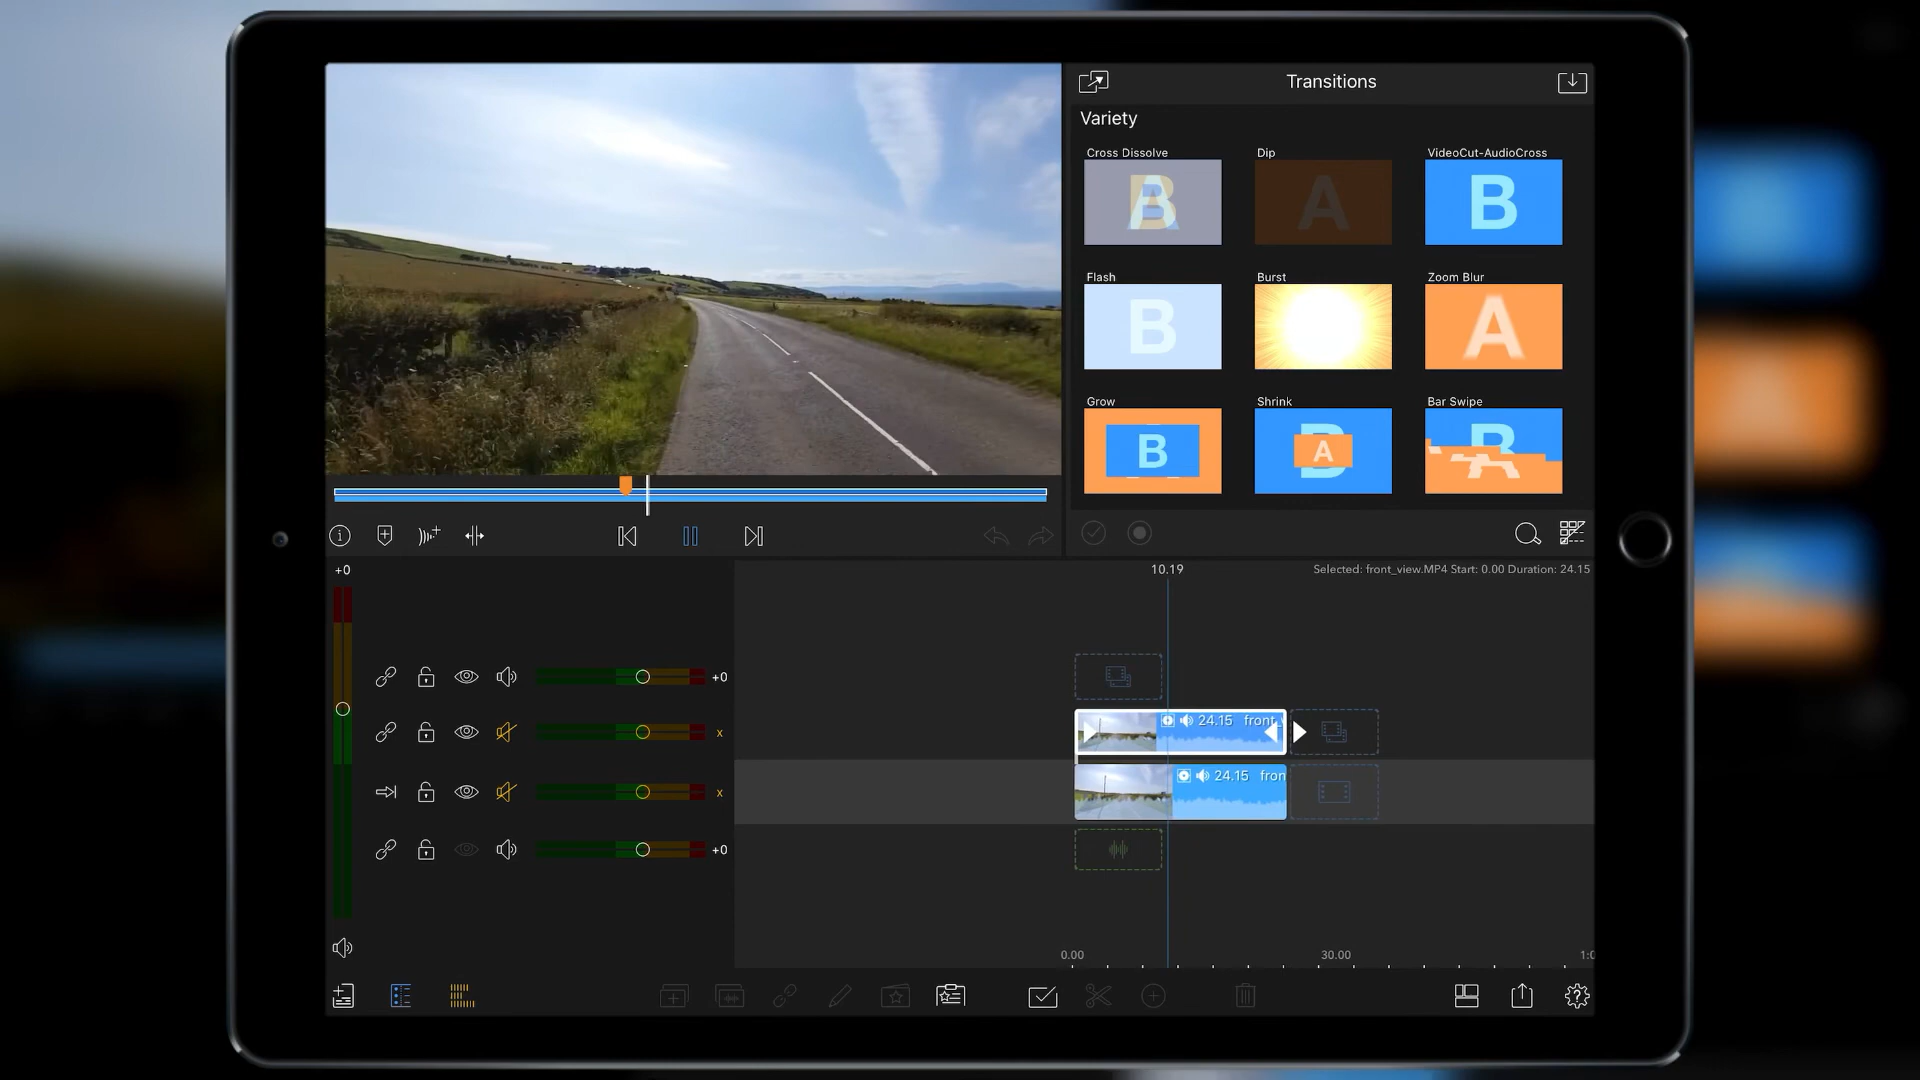 Transitions
Variety
Cross Dissolve
Dip
VideoCut-AudioCross
B
A
B
Flash
Burst
Zoom Blur
B
A
Grow
Shrink
Bar Swipe
B
A
B
+0
10.19
Selected: front_view.MP4 Start: 0.00 Duration: 24.15
+0
x
24.15 front_
x
24.15 fron
+0
0.00
30.00